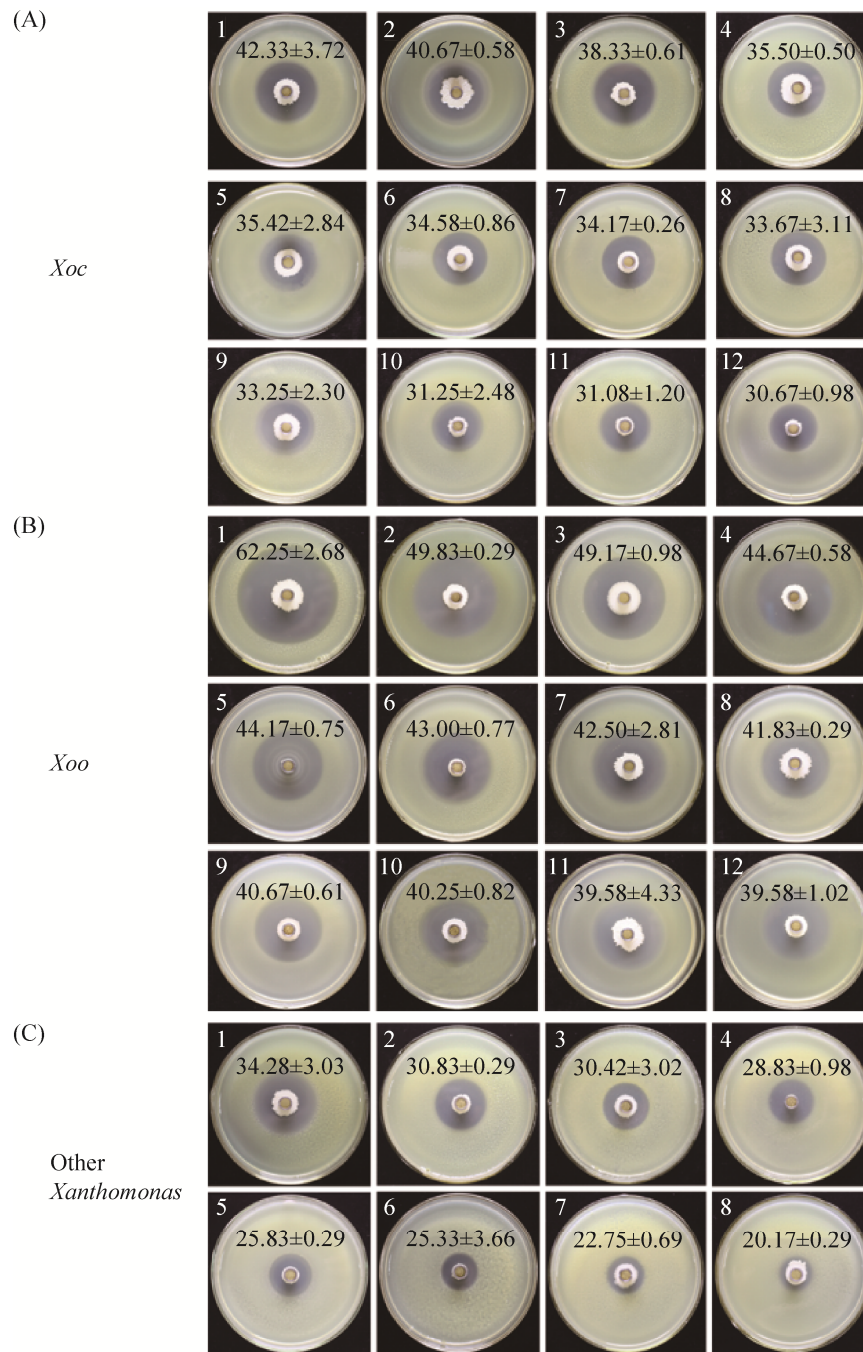 (A)
1 2 3 4
42.33±3.72 40.67±0.58 38.33±0.61 35.50±0.50
5 6 7 8
35.42±2.84 34.58±0.86 34.17±0.26 33.67±3.11
Xoc
9 10 11 12
33.25±2.30 31.25±2.48 31.08±1.20 30.67±0.98
(B)
1 2 3 4
62.25±2.68 49.83±0.29 49.17±0.98 44.67±0.58
5 6 7 8
44.17±0.75 43.00±0.77 42.50±2.81 41.83±0.29
Xoo
9 10 11 12
40.67±0.61 40.25±0.82 39.58±4.33 39.58±1.02
(C)
1 2 3 4
34.28±3.03 30.83±0.29 30.42±3.02 28.83±0.98
Other
Xanthomonas
5 6 7 8
25.83±0.29 25.33±3.66 22.75±0.69 20.17±0.29